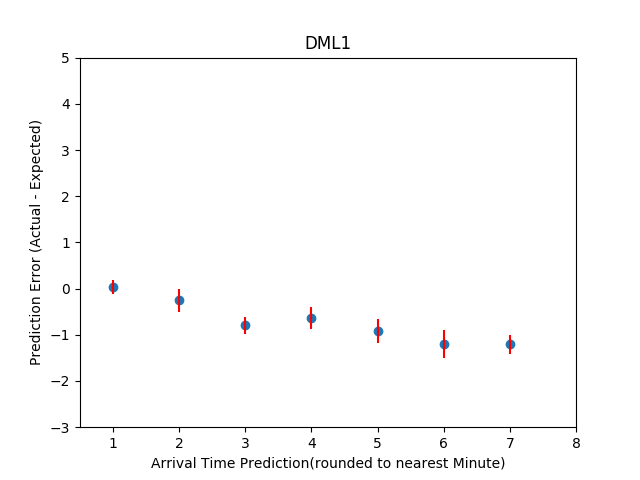 DML1
Prediction Error (Actual - Expected)
5
4
3
2
1
0
−1
−2
−3
1 2 3 4 5 6 7 8
Arrival Time Prediction(rounded to nearest Minute)